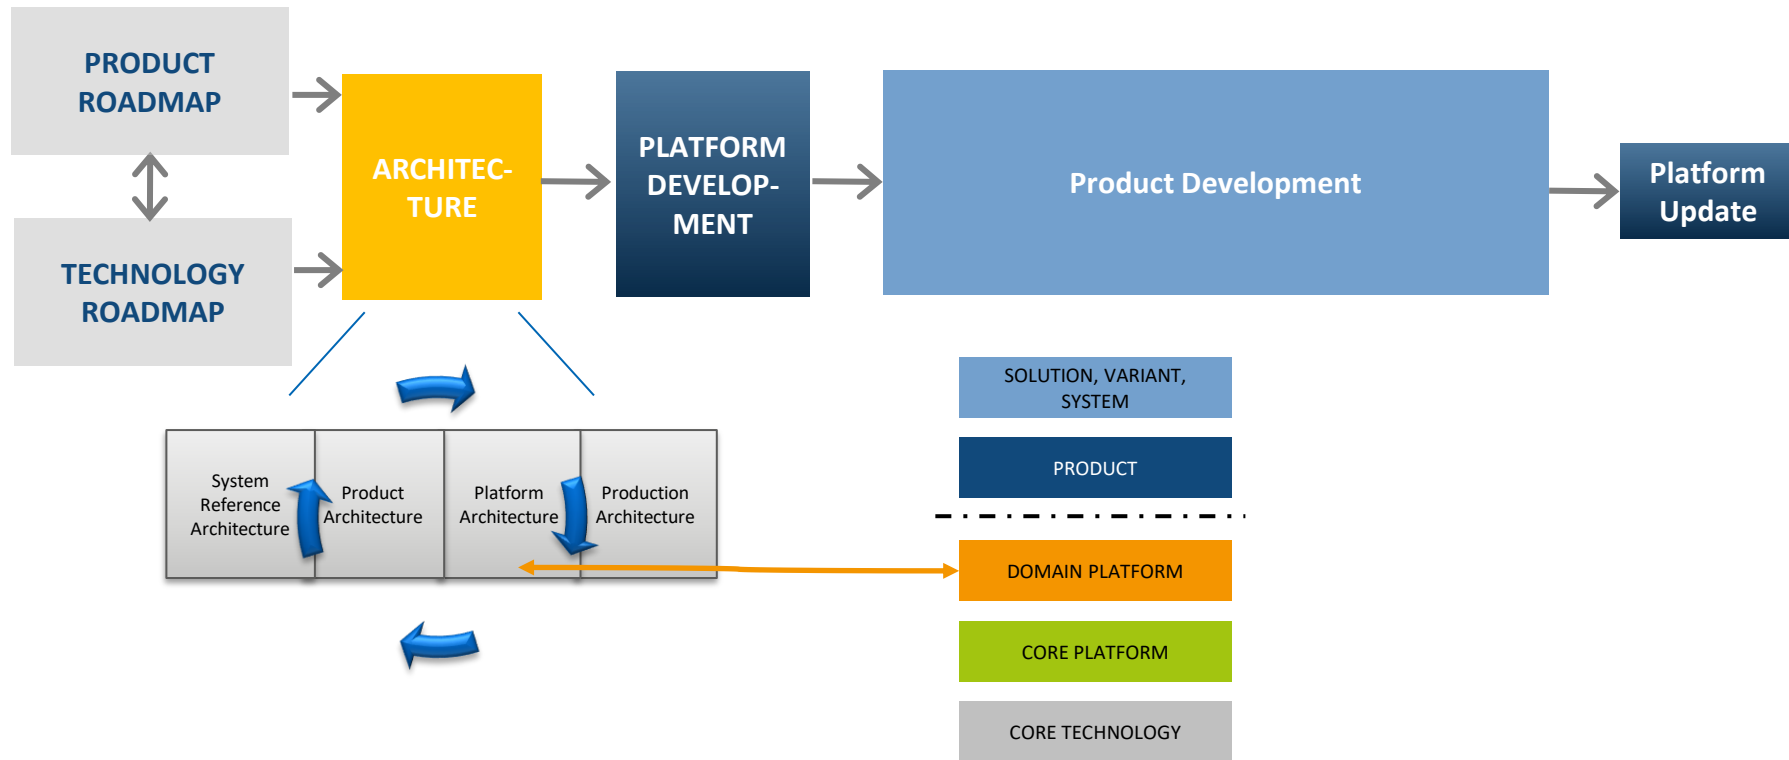 PRODUCT
ROADMAP
TECHNOLOGY
ROADMAP
ARCHITEC-
TURE
PLATFORM
DEVELOP-
MENT
Product Development
Platform
Update
System
Reference
Architecture
Product
Architecture
Platform
Architecture
Production
Architecture
SOLUTION, VARIANT,
SYSTEM
PRODUCT
DOMAIN PLATFORM
CORE PLATFORM
CORE TECHNOLOGY